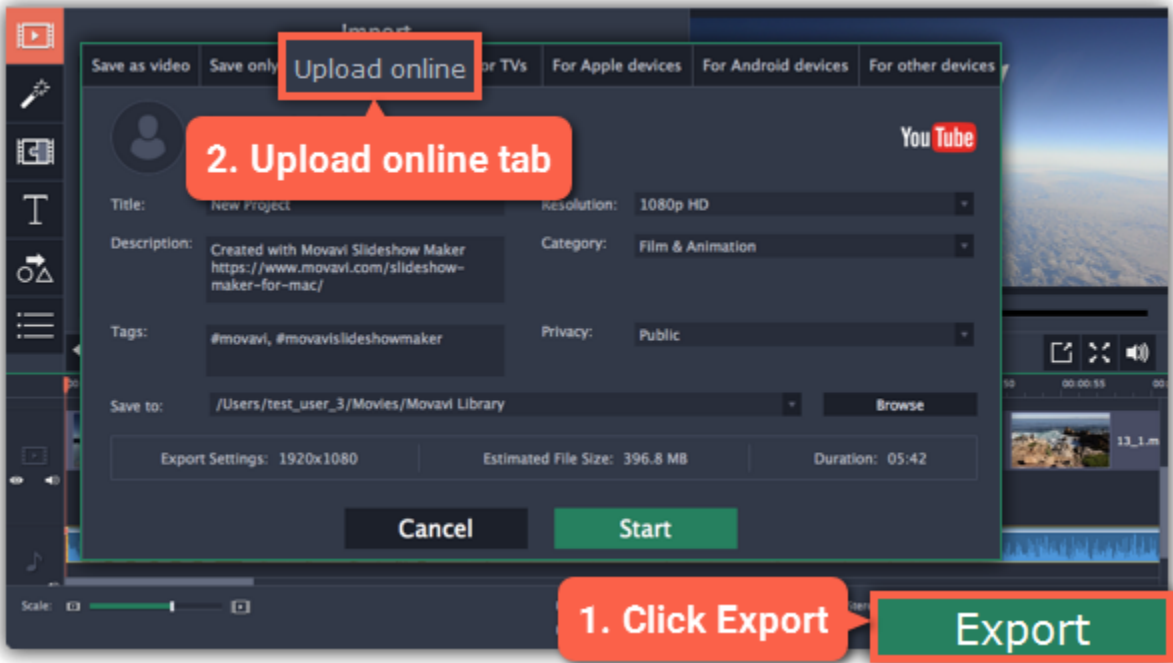 Import
Save as video
Save only
Upload online
or TVs
For Apple devices
For Android devices
For other devices
2. Upload online tab
YouTube
Title:
New Project
Resolution:
1080p HD
Description:
Created with Movavi Slideshow Maker
https://www.movavi.com/slideshow-
maker-for-mac/
Category:
Film & Animation
Tags:
#movavi, #movavislideshowmaker
Privacy:
Public
Save to:
/Users/test_user_3/Movies/Movavi Library
Browse
Export Settings: 1920x1080
Estimated File Size: 396.8 MB
Duration: 05:42
Cancel
Start
50
00:00:55
00:
13_1.m
Scale:
1. Click Export
Export